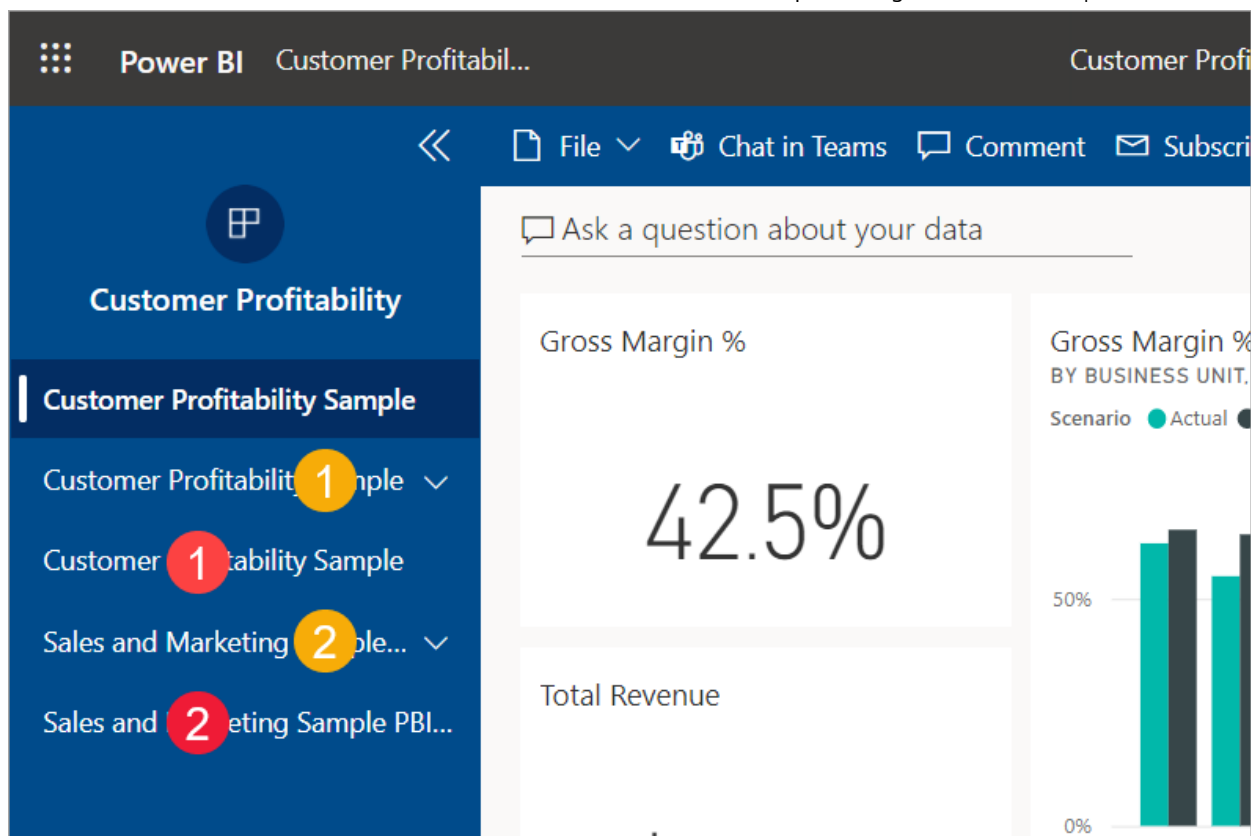 Power BI Customer Profitabil...
Customer Profi
File Chat in Teams Comment Subscri
Ask a question about your data
Customer Profitability
Customer Profitability Sample
Customer Profitabilit 1 mple
Customer 1 tability Sample
Sales and Marketing 2 ple...
Sales and 2 eting Sample PBI...
Gross Margin %
42.5%
Total Revenue
Gross Margin %
BY BUSINESS UNIT,
Scenario Actual
50%
0%